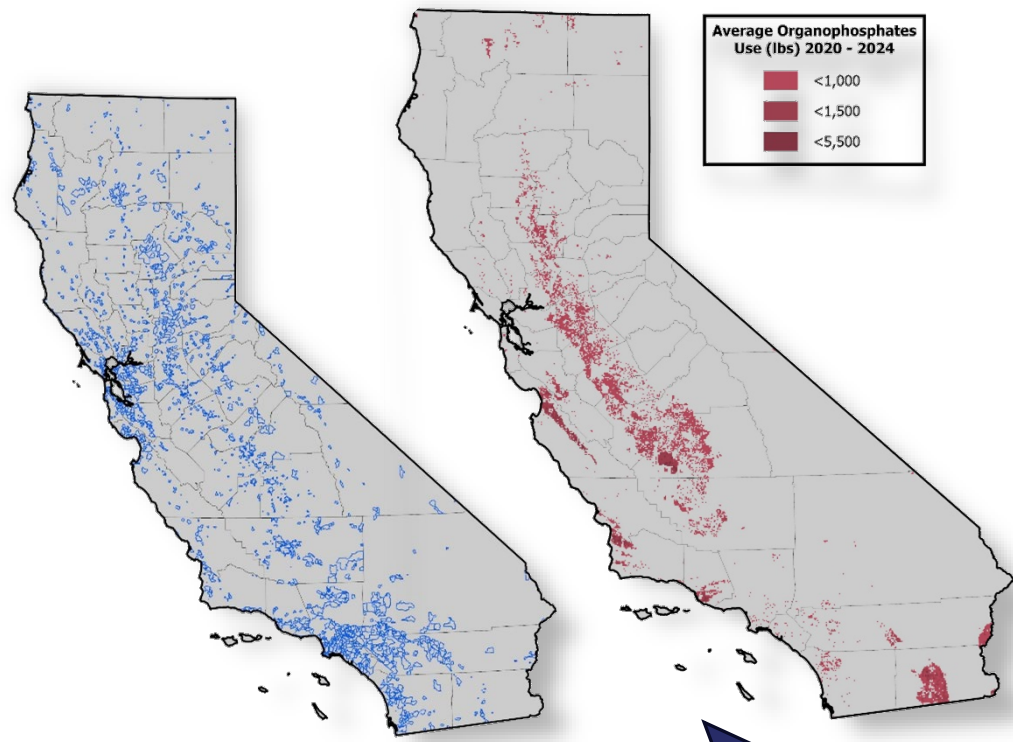 Average Organophosphates
Use (lbs) 2020 - 2024
<1,000
<1,500
<5,500